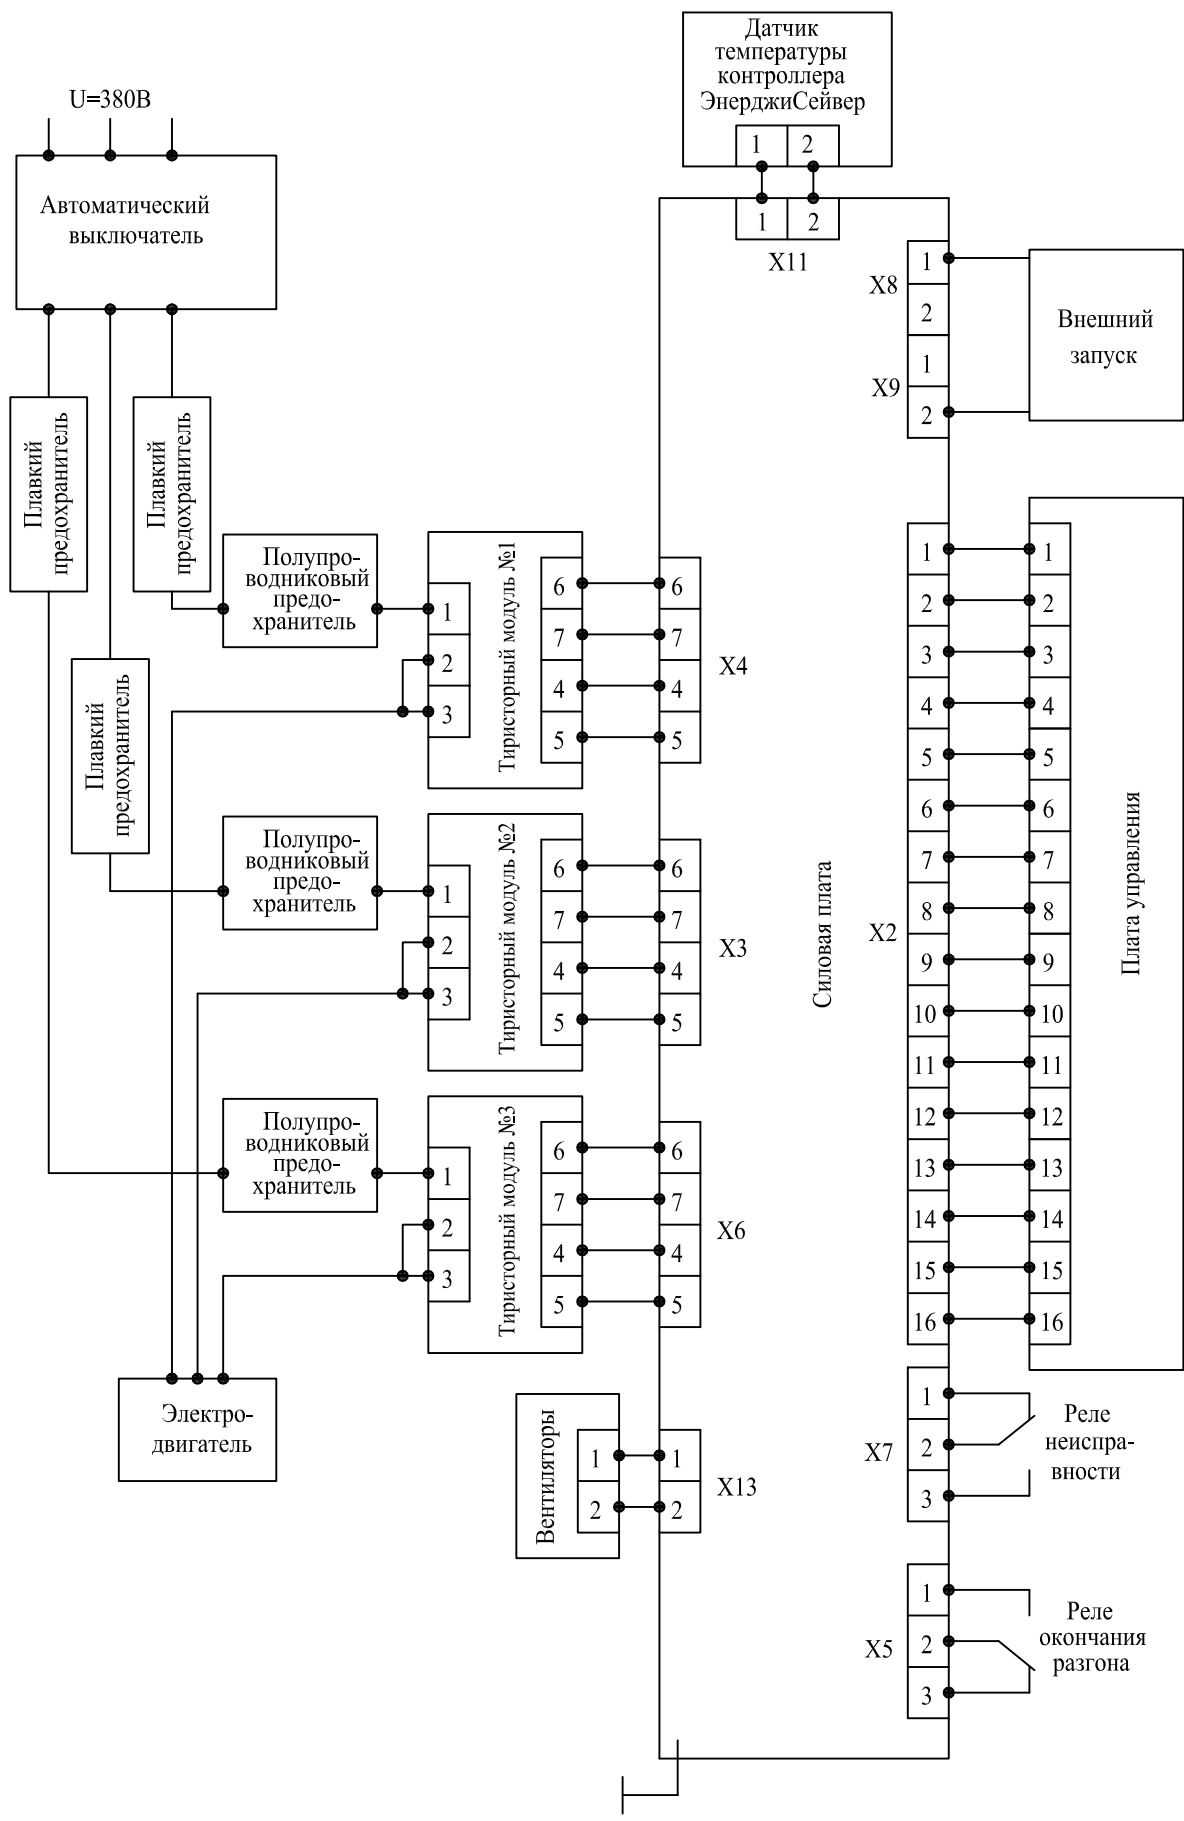 Датчик
температуры
контроллера
ЭнерджиСейвер
1 2
1 2
X11
U=380В
Автоматический
выключатель
Плавкий
предохранитель
Плавкий
предохранитель
Плавкий
предохранитель
Полупро-
водниковый
предо-
хранитель
1
2
3
Тиристорный модуль №1
6
7
4
5
6
7
4
5
X4
Полупро-
водниковый
предо-
хранитель
1
2
3
Тиристорный модуль №2
6
7
4
5
6
7
4
5
X3
Полупро-
водниковый
предо-
хранитель
1
2
3
Тиристорный модуль №3
6
7
4
5
6
7
4
5
X6
Электро-
двигатель
Вентиляторы
1
2
1
2
X13
Силовая плата
X8
1
2
X9
1
2
Внешний
запуск
X2
1
2
3
4
5
6
7
8
9
10
11
12
13
14
15
16
1
2
3
4
5
6
7
8
9
10
11
12
13
14
15
16
Плата управления
X7
1
2
3
Реле
неиспра-
вности
X5
1
2
3
Реле
окончания
разгона